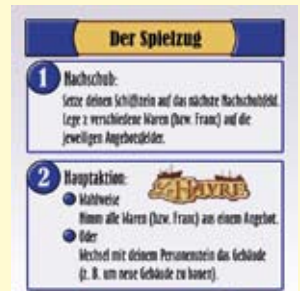 Der Spielzug
1 Nachschub:
Setze deinen Schiffstein auf das nächste Nachschubfeld.
Lege 2 verschiedene Waren (bzw. Franc) auf die
jeweiligen Angebotsfelder.
2 Hauptaktion:
Le HAVRE
Wahlweise
Nimm alle Waren (bzw. Franc) aus einem Angebot.
Oder
Wechsel mit deinem Personenstein das Gebäude
(z. B. um neue Gebäude zu bauen).